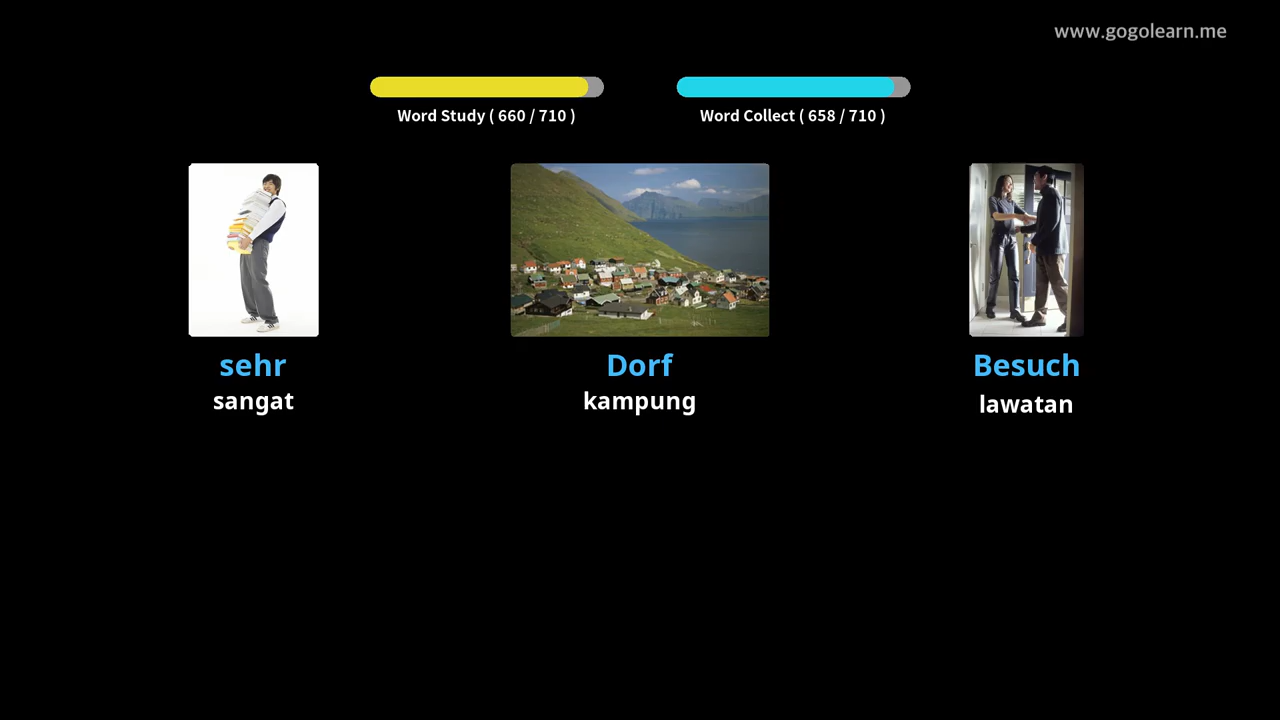 www.gogolearn.me
Word Study ( 660 / 710 )
Word Collect ( 658 / 710 )
sehr
sangat
Dorf
kampung
Besuch
lawatan